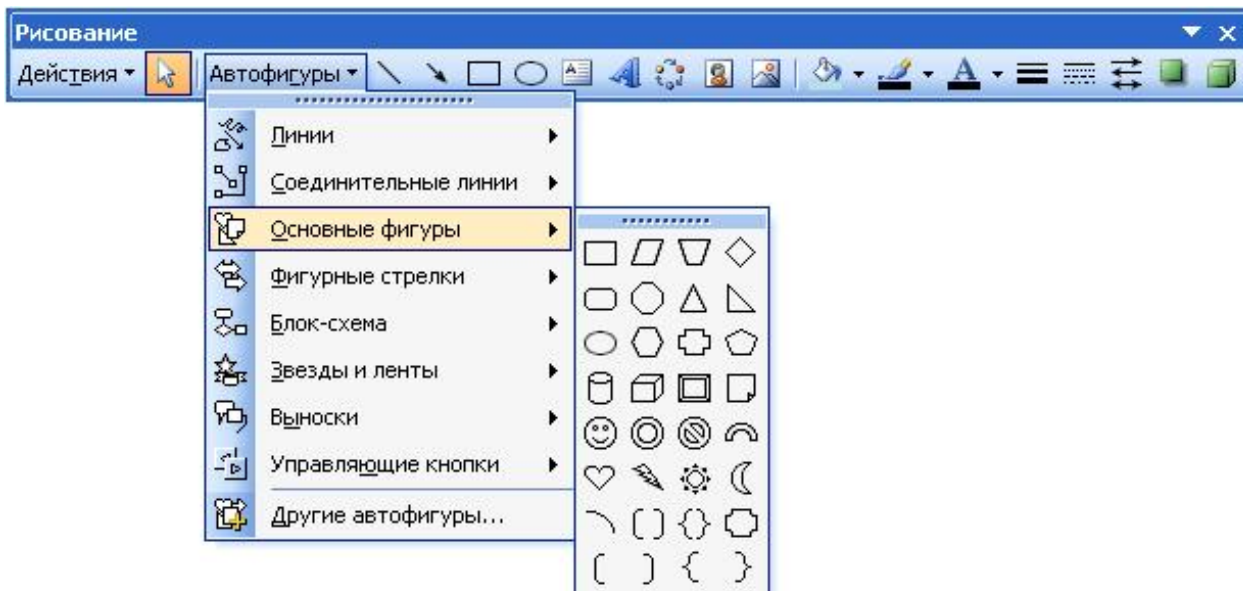 Рисование
Действия Автофигуры
Линии
Соединительные линии
Основные фигуры
Фигурные стрелки
Блок-схема
Звезды и ленты
Выноски
Управляющие кнопки
Другие автофигуры...